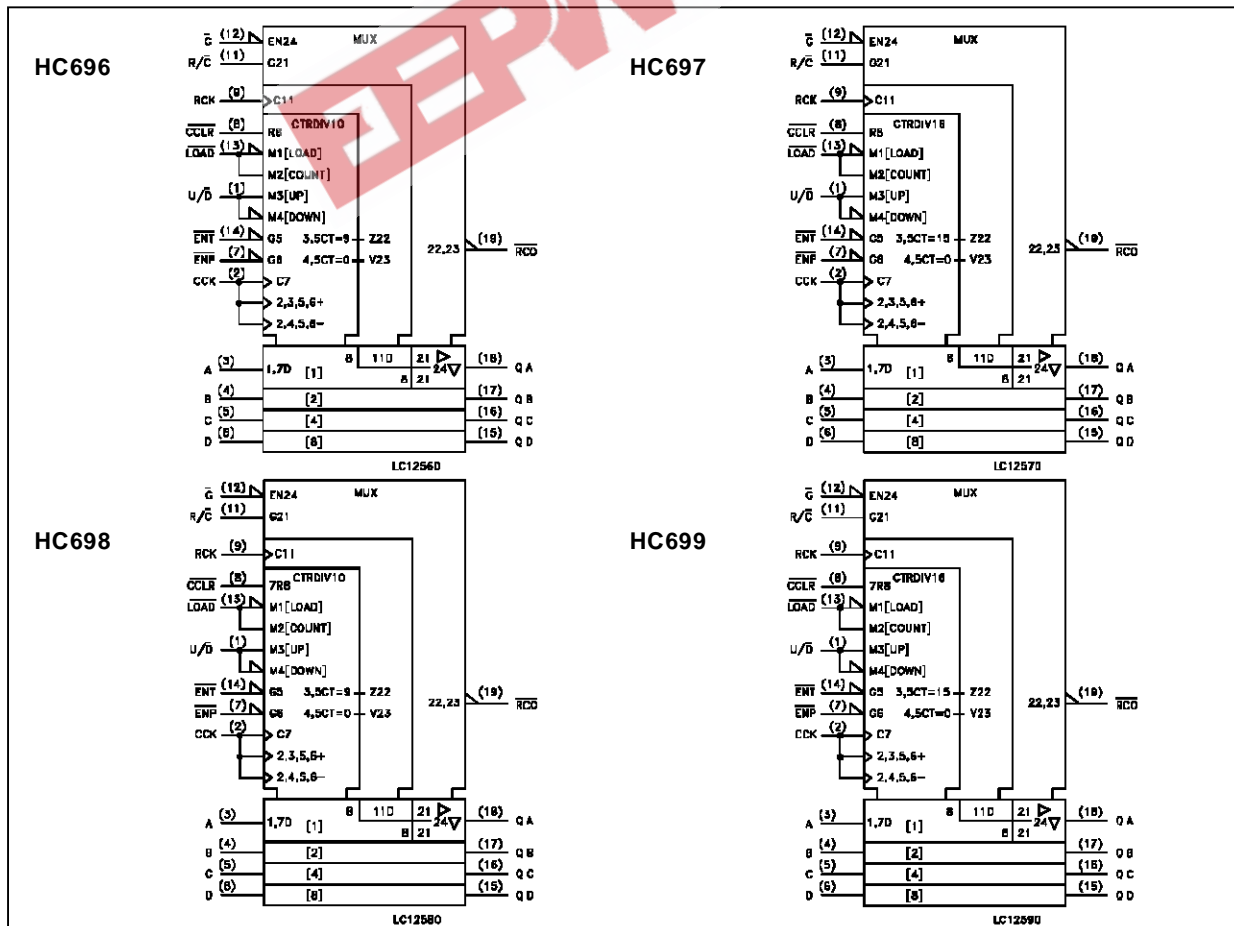 HC696
G (12) EN24 MUX
R/C (11) G21
RCK (9) C11
CTRDIV10
CCLR (8) R8
LOAD (13) M1[LOAD]
M2[COUNT]
U/D (1) M3[UP]
M4[DOWN]
ENT (14) G5 3,5CT=9 Z22
ENP (7) G6 4,5CT=0 V23
22,23 (19) RCO
CCK (2) C7
2,3,5,6+
2,4,5,6-
A (3) 1,7D [1] 8 11D 21 24 (18) QA
8 21
B (4) [2] (17) QB
C (5) [4] (16) QC
D (6) [8] (15) QD
LC12560
HC697
G (12) EN24 MUX
R/C (11) G21
RCK (9) C11
CTRDIV16
CCLR (8) R8
LOAD (13) M1[LOAD]
M2[COUNT]
U/D (1) M3[UP]
M4[DOWN]
ENT (14) G5 3,5CT=15 Z22
ENP (7) G6 4,5CT=0 V23
22,23 (19) RCO
CCK (2) C7
2,3,5,6+
2,4,5,6-
A (3) 1,7D [1] 8 11D 21 24 (18) QA
8 21
B (4) [2] (17) QB
C (5) [4] (16) QC
D (6) [8] (15) QD
LC12570
HC698
G (12) EN24 MUX
R/C (11) G21
RCK (9) C11
CTRDIV10
CCLR (8) 7R8
LOAD (13) M1[LOAD]
M2[COUNT]
U/D (1) M3[UP]
M4[DOWN]
ENT (14) G5 3,5CT=9 Z22
ENP (7) G6 4,5CT=0 V23
22,23 (19) RCO
CCK (2) C7
2,3,5,6+
2,4,5,6-
A (3) 1,7D [1] 8 11D 21 24 (18) QA
8 21
B (4) [2] (17) QB
C (5) [4] (16) QC
D (6) [8] (15) QD
LC12580
HC699
G (12) EN24 MUX
R/C (11) G21
RCK (9) C11
CTRDIV16
CCLR (8) 7R8
LOAD (13) M1[LOAD]
M2[COUNT]
U/D (1) M3[UP]
M4[DOWN]
ENT (14) G5 3,5CT=15 Z22
ENP (7) G6 4,5CT=0 V23
22,23 (19) RCO
CCK (2) C7
2,3,5,6+
2,4,5,6-
A (3) 1,7D [1] 8 11D 21 24 (18) QA
8 21
B (4) [2] (17) QB
C (5) [4] (16) QC
D (6) [8] (15) QD
LC12590
EEPW